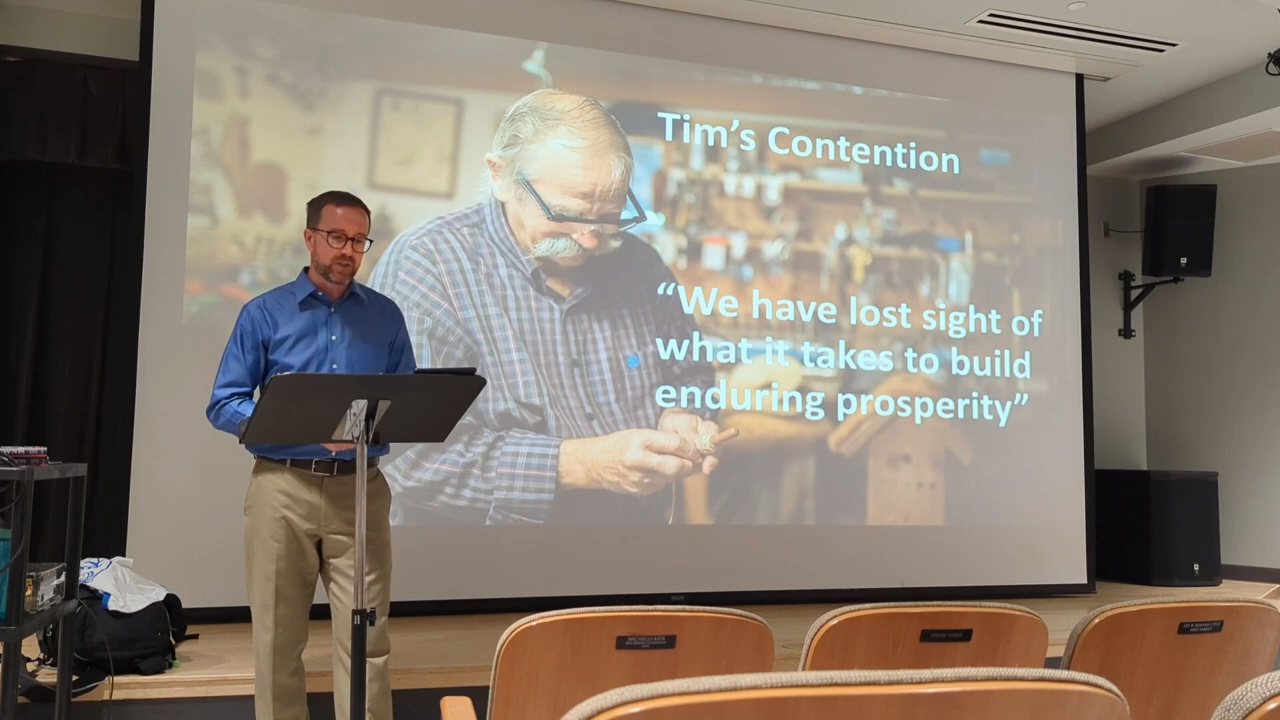 Tim's Contention
“We have lost sight of
what it takes to build
enduring prosperity”